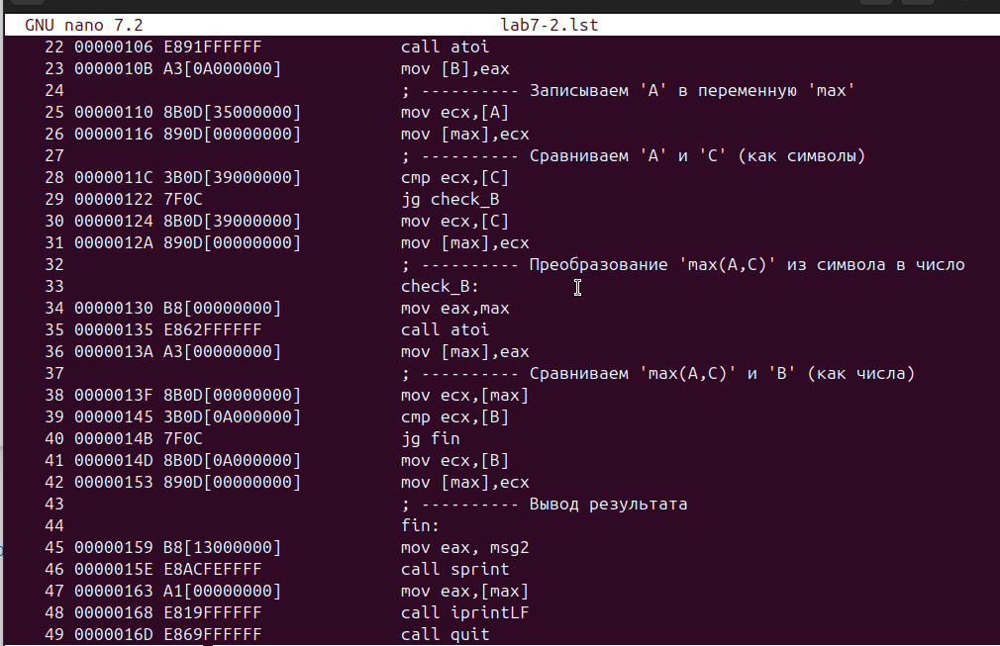 GNU nano 7.2 lab7-2.lst
22 00000106 E891FFFFFF call atoi
23 0000010B A3[0A000000] mov [B],eax
24 ; ---------- Записываем 'A' в переменную 'max'
25 00000110 8B0D[35000000] mov ecx,[A]
26 00000116 890D[00000000] mov [max],ecx
27 ; ---------- Сравниваем 'A' и 'С' (как символы)
28 0000011C 3B0D[39000000] cmp ecx,[C]
29 00000122 7F0C jg check_B
30 00000124 8B0D[39000000] mov ecx,[C]
31 0000012A 890D[00000000] mov [max],ecx
32 ; ---------- Преобразование 'max(A,C)' из символа в число
33 check_B:
34 00000130 B8[00000000] mov eax,max
35 00000135 E862FFFFFF call atoi
36 0000013A A3[00000000] mov [max],eax
37 ; ---------- Сравниваем 'max(A,C)' и 'B' (как числа)
38 0000013F 8B0D[00000000] mov ecx,[max]
39 00000145 3B0D[0A000000] cmp ecx,[B]
40 0000014B 7F0C jg fin
41 0000014D 8B0D[0A000000] mov ecx,[B]
42 00000153 890D[00000000] mov [max],ecx
43 ; ---------- Вывод результата
44 fin:
45 00000159 B8[13000000] mov eax, msg2
46 0000015E E8ACFEFFFF call sprint
47 00000163 A1[00000000] mov eax,[max]
48 00000168 E819FFFFFF call iprintLF
49 0000016D E869FFFFFF call quit